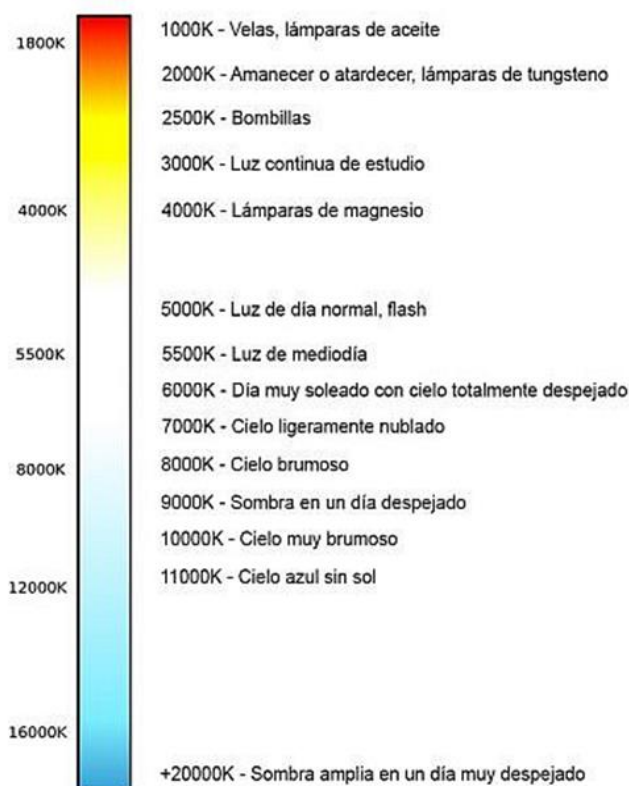 1000K - Velas, lámparas de aceite
1800K
2000K - Amanecer o atardecer, lámparas de tungsteno
2500K - Bombillas
3000K - Luz continua de estudio
4000K
4000K - Lámparas de magnesio
5000K - Luz de día normal, flash
5500K
5500K - Luz de mediodía
6000K - Día muy soleado con cielo totalmente despejado
7000K - Cielo ligeramente nublado
8000K
8000K - Cielo brumoso
9000K - Sombra en un día despejado
10000K - Cielo muy brumoso
11000K - Cielo azul sin sol
12000K
16000K
+20000K - Sombra amplia en un día muy despejado